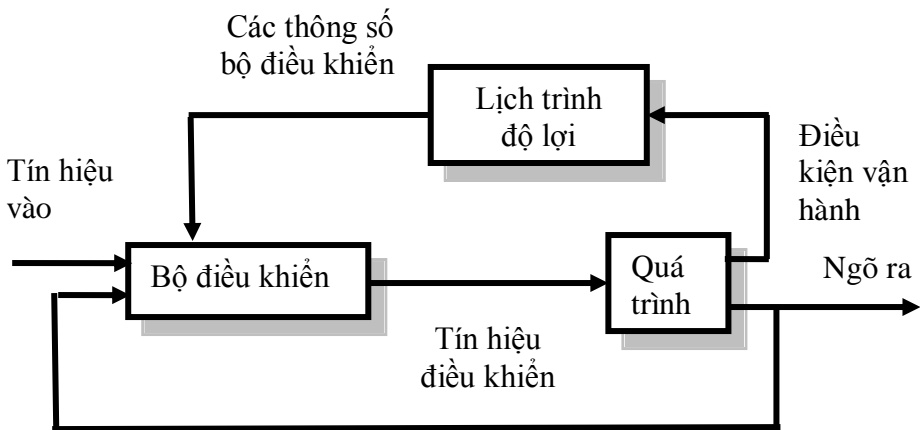 Các thông số
bộ điều khiển
Lịch trình
độ lợi
Điều
kiện vận
hành
Tín hiệu
vào
Bộ điều khiển
Quá
trình
Ngõ ra
Tín hiệu
điều khiển